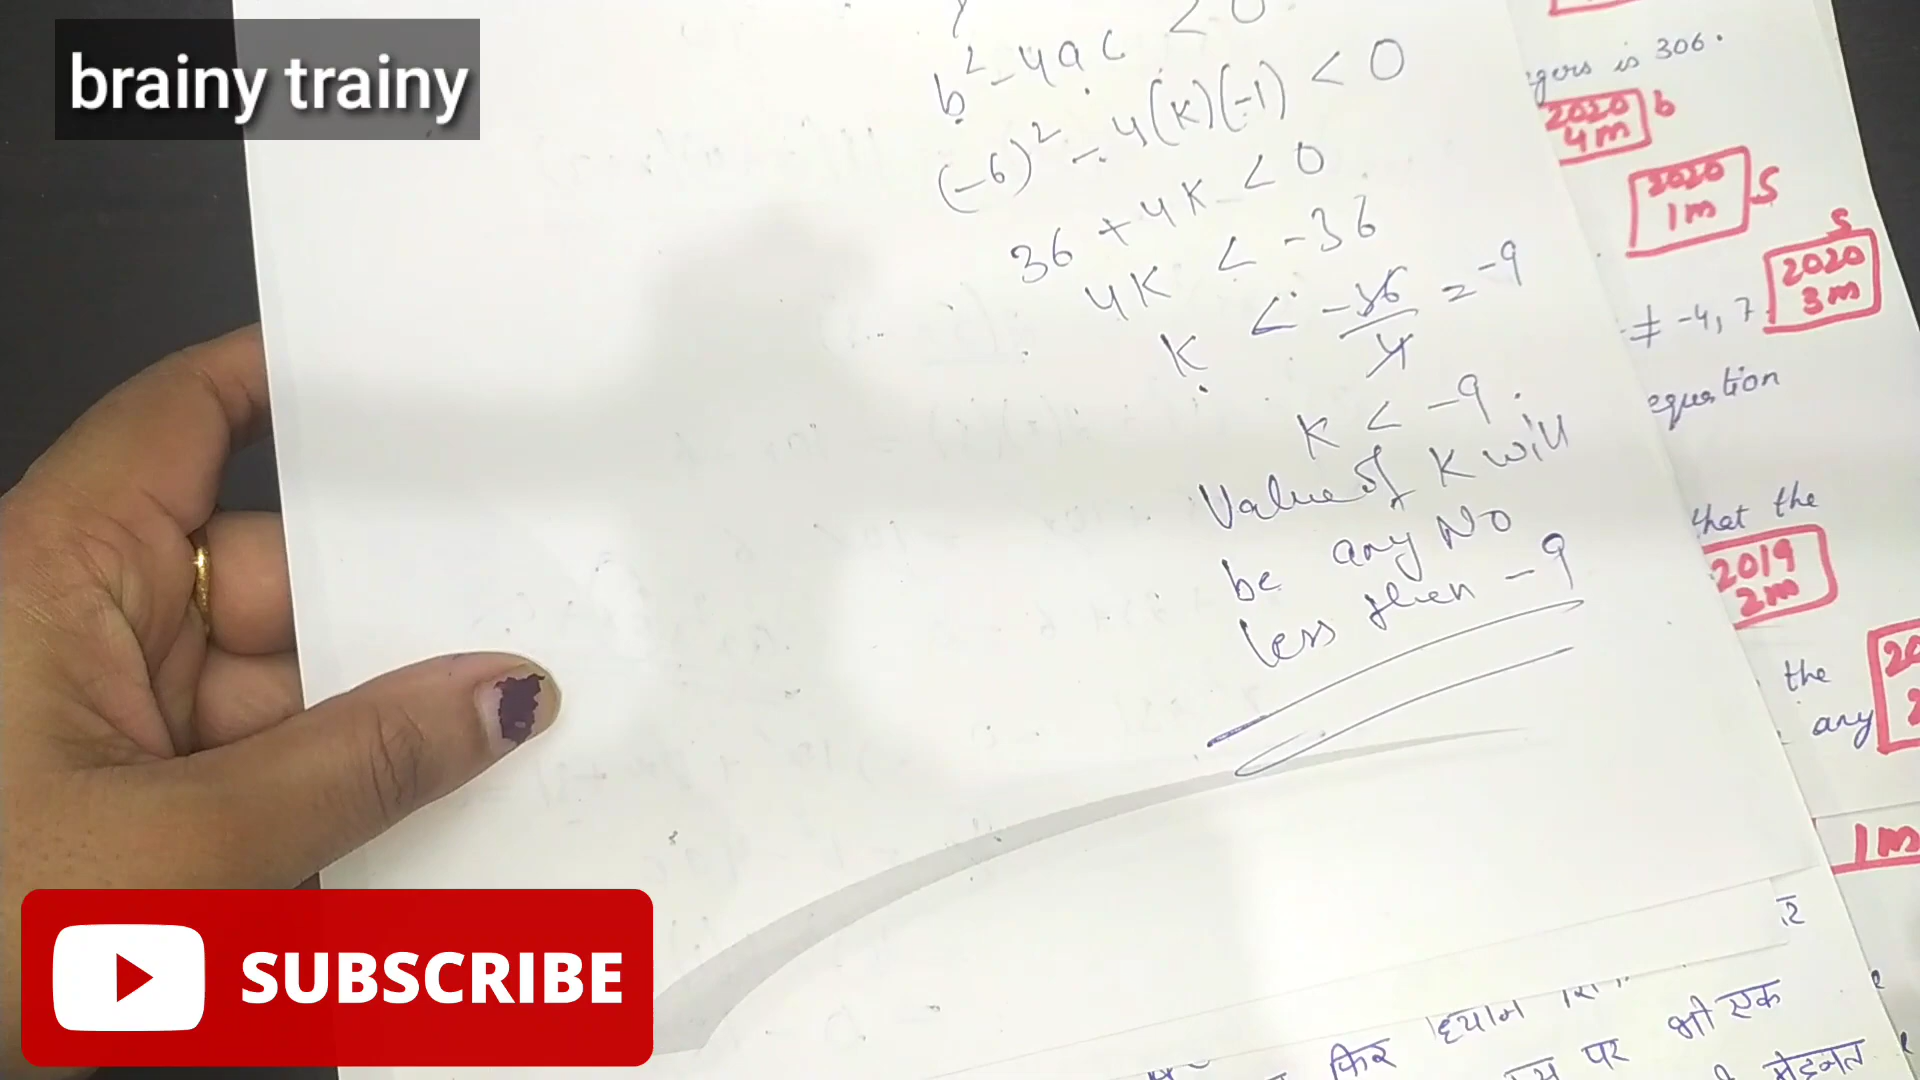 brainy trainy
b² - 4ac < 0
(-6)² - 4(K)(-1) < 0
36 + 4K < 0
4K < -36
K < -36/4 = -9
K < -9.
Value of K will
be any No
less then -9
gers is 306.
2020
4m
b
2020
1m
S
S
2020
3m
≠ -4, 7
equation
that the
2019
2m
the
any
1m
फिर ध्यान
पर भी एक
मेहनत
SUBSCRIBE